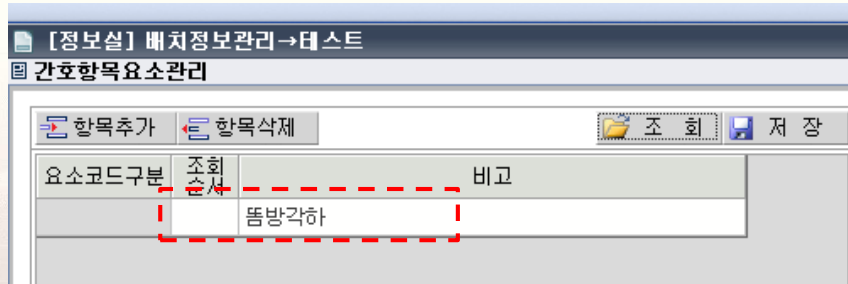 [정보실] 배치정보관리→테스트
간호항목요소관리
항목추가 항목삭제 조 회 저 장
요소코드구분 조회 비고
순서
똠방각하